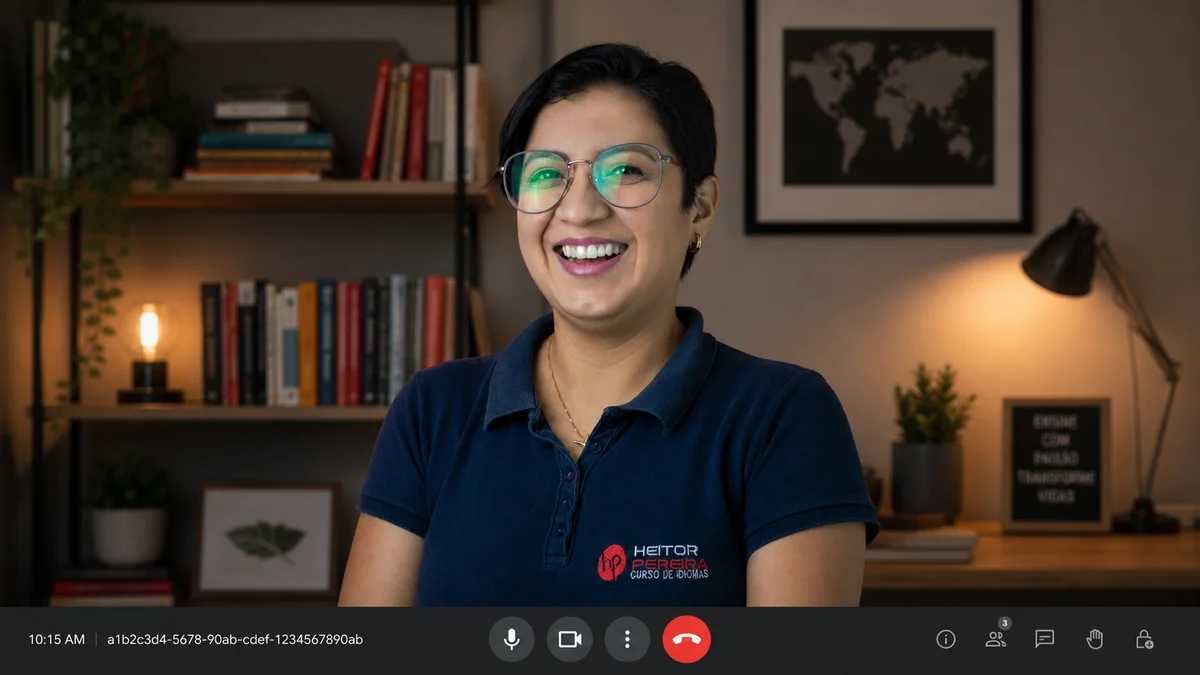 ENSINE
COM
PAIXÃO
TRANSFORME
VIDAS
HEITOR
PEREIRA
CURSO DE IDIOMAS
hp
10:15 AM
a1b2c3d4-5678-90ab-cdef-1234567890ab
3